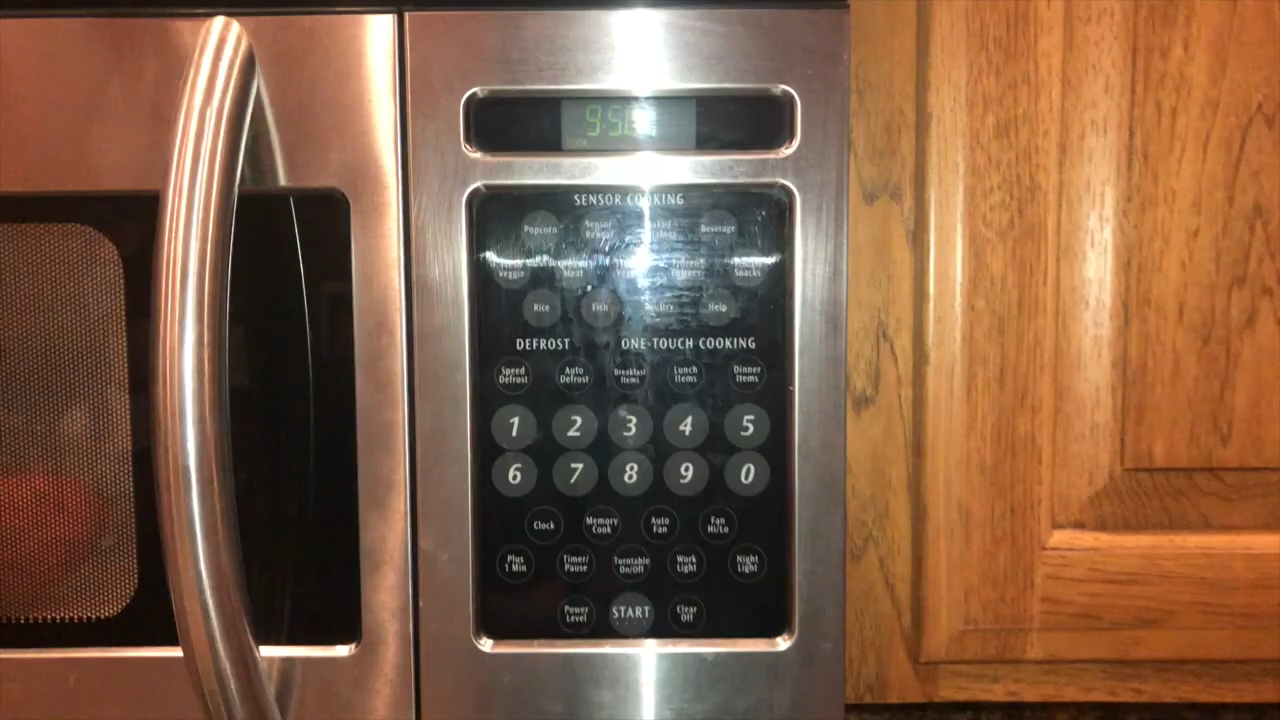 SENSOR COOKING
Popcorn Sensor Reheat Beverage
Veggie Meat Snacks
Rice Fish Poultry Help
DEFROST ONE-TOUCH COOKING
Speed Defrost Auto Defrost Breakfast Items Lunch Items Dinner Items
1 2 3 4 5
6 7 8 9 0
Clock Memory Cook Auto Fan Fan Hi/Lo
Plus 1 Min Timer/Pause Turntable On/Off Work Light Night Light
Power Level START Clear Off